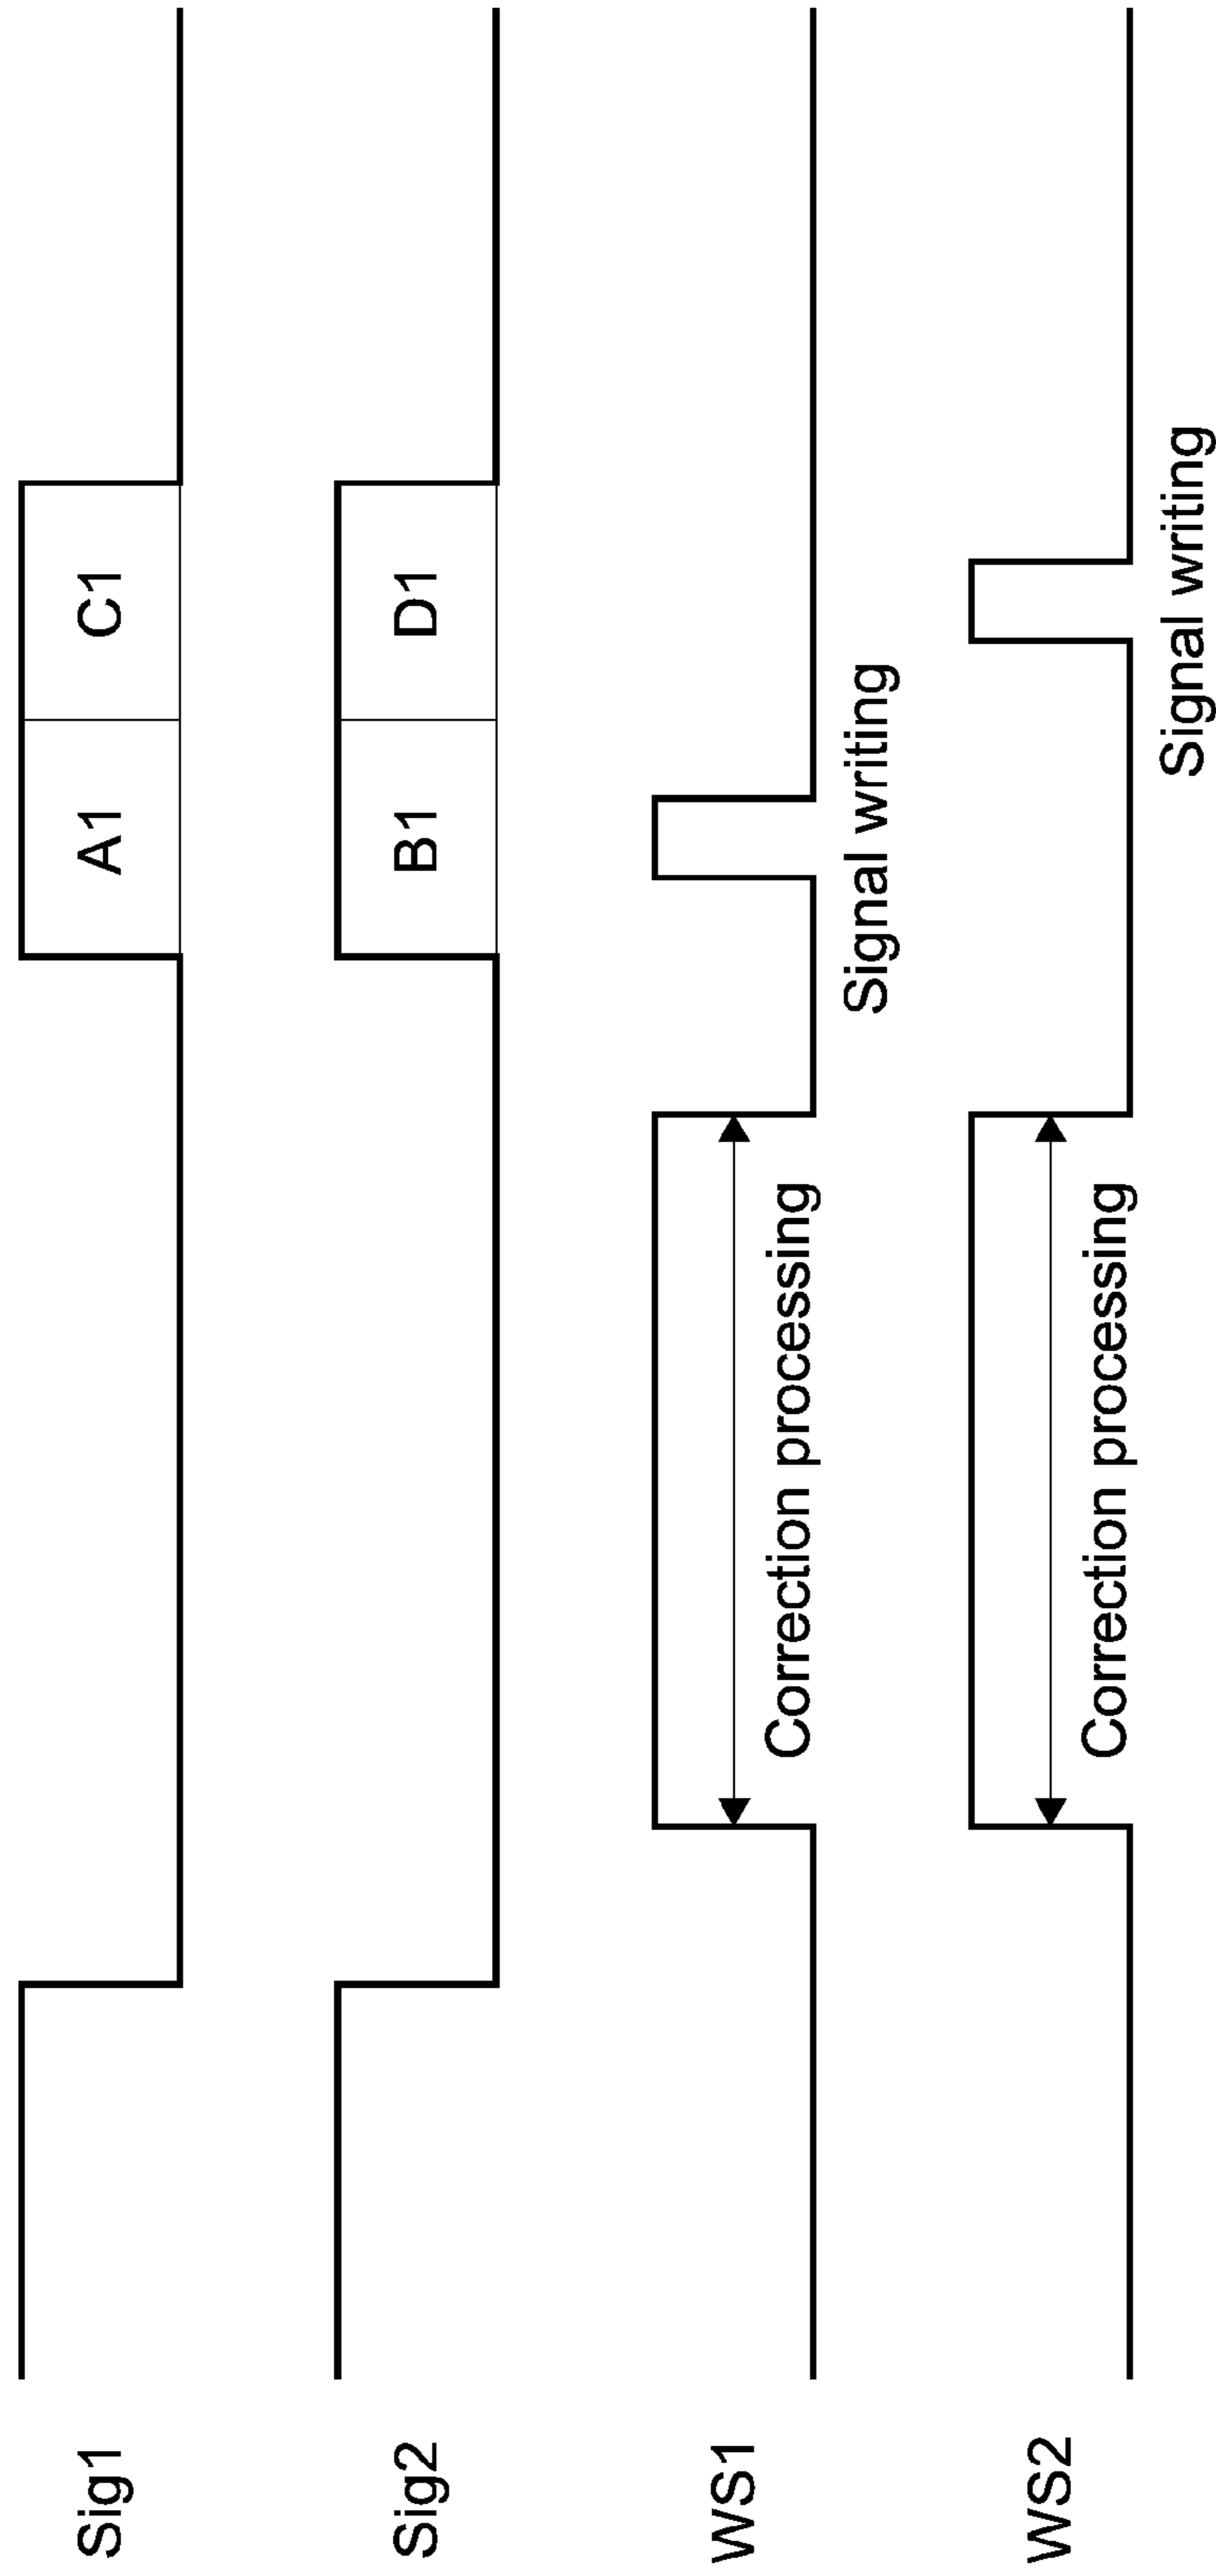 Sig1
A1
C1
Sig2
B1
D1
WS1
Correction processing
Signal writing
WS2
Correction processing
Signal writing